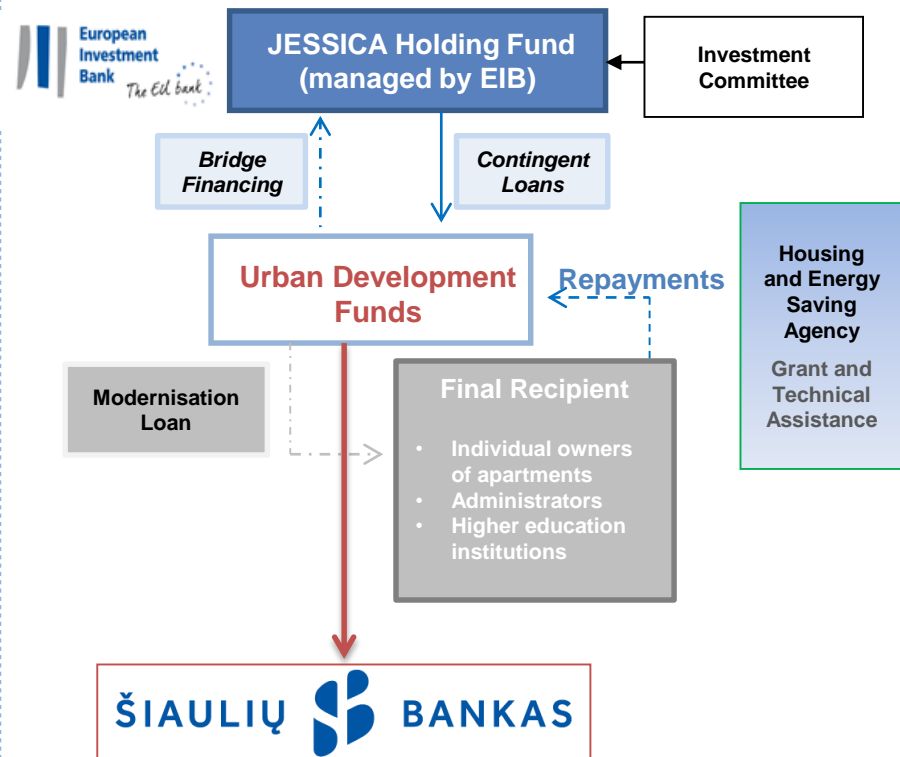 European
Investment
Bank
The EU bank
JESSICA Holding Fund
(managed by EIB)
Investment
Committee
Bridge
Financing
Contingent
Loans
Urban Development
Funds
Repayments
Housing
and Energy
Saving
Agency
Grant and
Technical
Assistance
Modernisation
Loan
Final Recipient
• Individual owners
of apartments
• Administrators
• Higher education
institutions
ŠIAULIŲ BANKAS